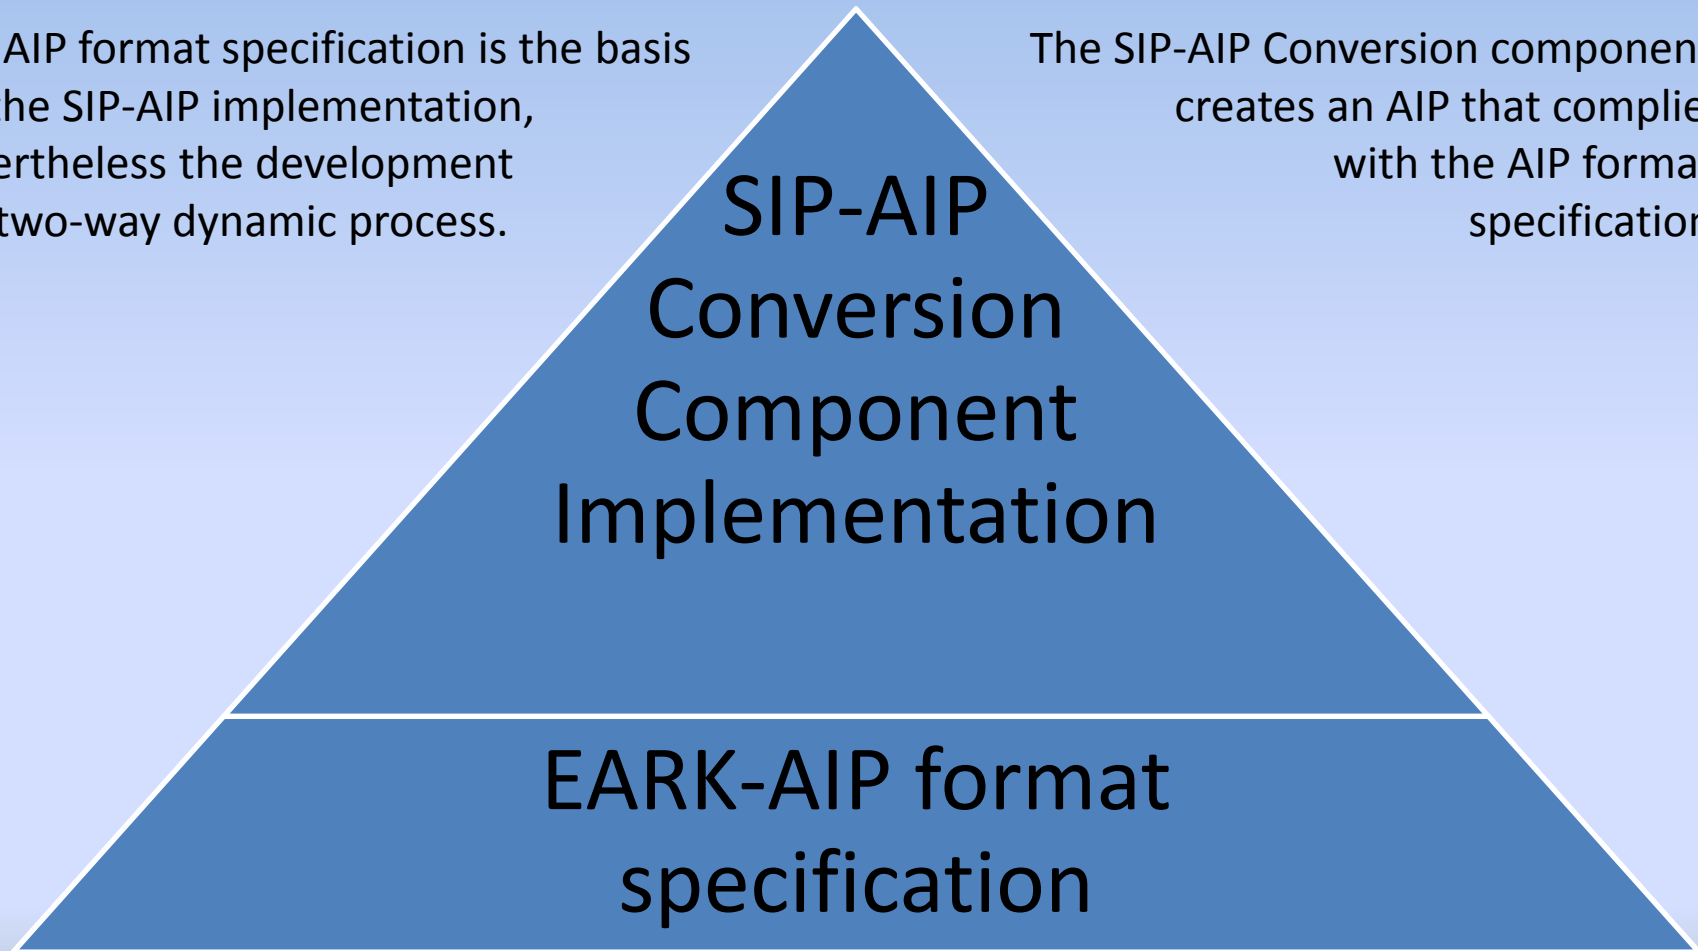 AIP format specification is the basis
the SIP-AIP implementation,
ertheless the development
two-way dynamic process.
The SIP-AIP Conversion componen
creates an AIP that complie
with the AIP forma
specification
SIP-AIP
Conversion
Component
Implementation
EARK-AIP format
specification